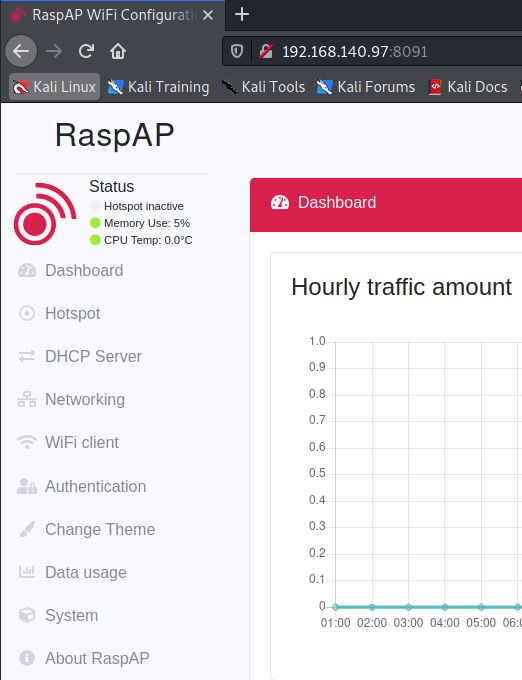 RaspAP WiFi Configurati
192.168.140.97:8091
Kali Linux Kali Training Kali Tools Kali Forums Kali Docs
RaspAP
Status
Hotspot inactive
Memory Use: 5%
CPU Temp: 0.0°C
Dashboard
Hotspot
DHCP Server
Networking
WiFi client
Authentication
Change Theme
Data usage
System
About RaspAP
Dashboard
Hourly traffic amount
1.0
0.9
0.8
0.7
0.6
0.5
0.4
0.3
0.2
0.1
0
01:00 02:00 03:00 04:00 05:00 06:0